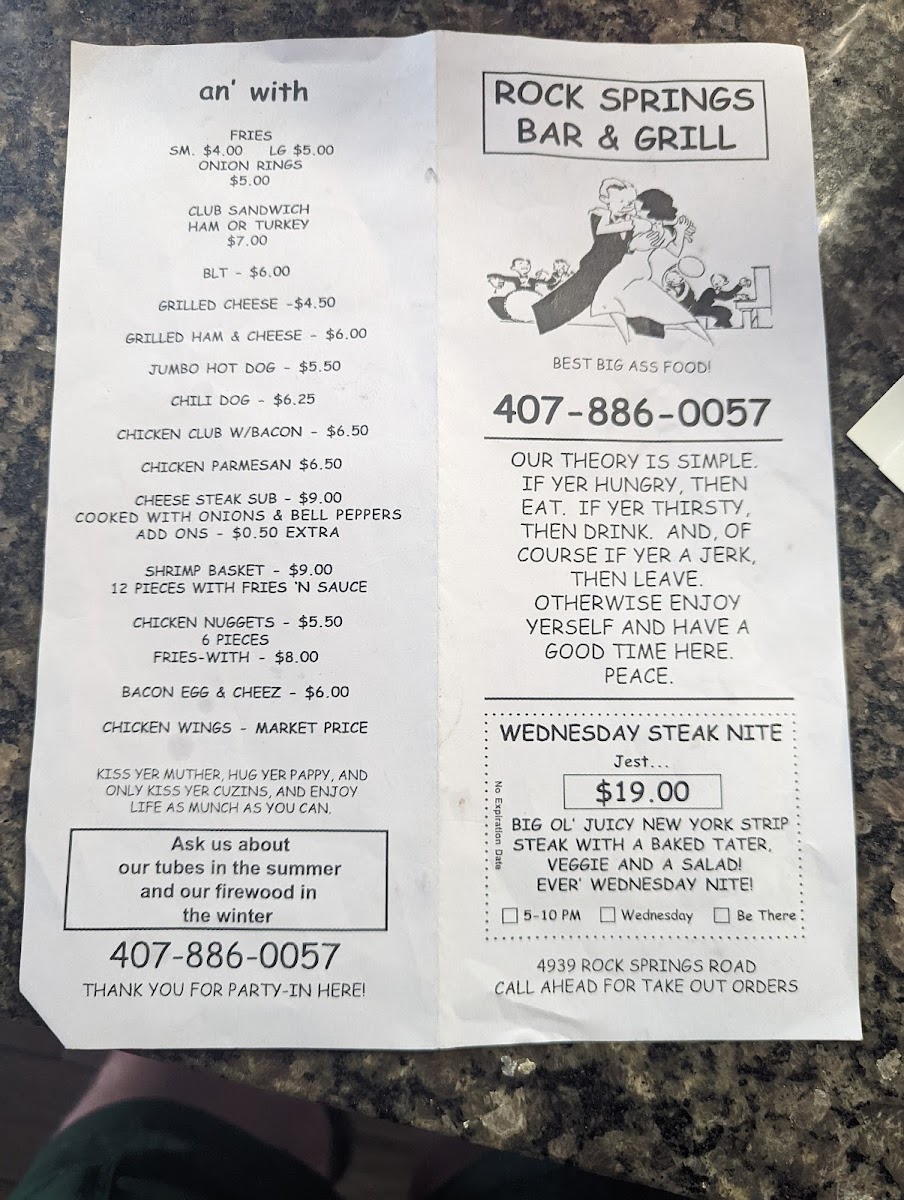 an' with
FRIES
SM. $4.00 LG $5.00
ONION RINGS
$5.00
CLUB SANDWICH
HAM OR TURKEY
$7.00
BLT - $6.00
GRILLED CHEESE -$4.50
GRILLED HAM & CHEESE - $6.00
JUMBO HOT DOG - $5.50
CHILI DOG - $6.25
CHICKEN CLUB W/BACON - $6.50
CHICKEN PARMESAN $6.50
CHEESE STEAK SUB - $9.00
COOKED WITH ONIONS & BELL PEPPERS
ADD ONS - $0.50 EXTRA
SHRIMP BASKET - $9.00
12 PIECES WITH FRIES 'N SAUCE
CHICKEN NUGGETS - $5.50
6 PIECES
FRIES-WITH - $8.00
BACON EGG & CHEEZ - $6.00
CHICKEN WINGS - MARKET PRICE
KISS YER MUTHER, HUG YER PAPPY, AND
ONLY KISS YER CUZINS, AND ENJOY
LIFE AS MUNCH AS YOU CAN.
Ask us about
our tubes in the summer
and our firewood in
the winter
407-886-0057
THANK YOU FOR PARTY-IN HERE!
ROCK SPRINGS
BAR & GRILL
BEST BIG ASS FOOD!
407-886-0057
OUR THEORY IS SIMPLE.
IF YER HUNGRY, THEN
EAT. IF YER THIRSTY,
THEN DRINK. AND, OF
COURSE IF YER A JERK,
THEN LEAVE.
OTHERWISE ENJOY
YERSELF AND HAVE A
GOOD TIME HERE.
PEACE.
WEDNESDAY STEAK NITE
Jest...
$19.00
No Expiration Date
BIG OL' JUICY NEW YORK STRIP
STEAK WITH A BAKED TATER,
VEGGIE AND A SALAD!
EVER' WEDNESDAY NITE!
5-10 PM Wednesday Be There
4939 ROCK SPRINGS ROAD
CALL AHEAD FOR TAKE OUT ORDERS